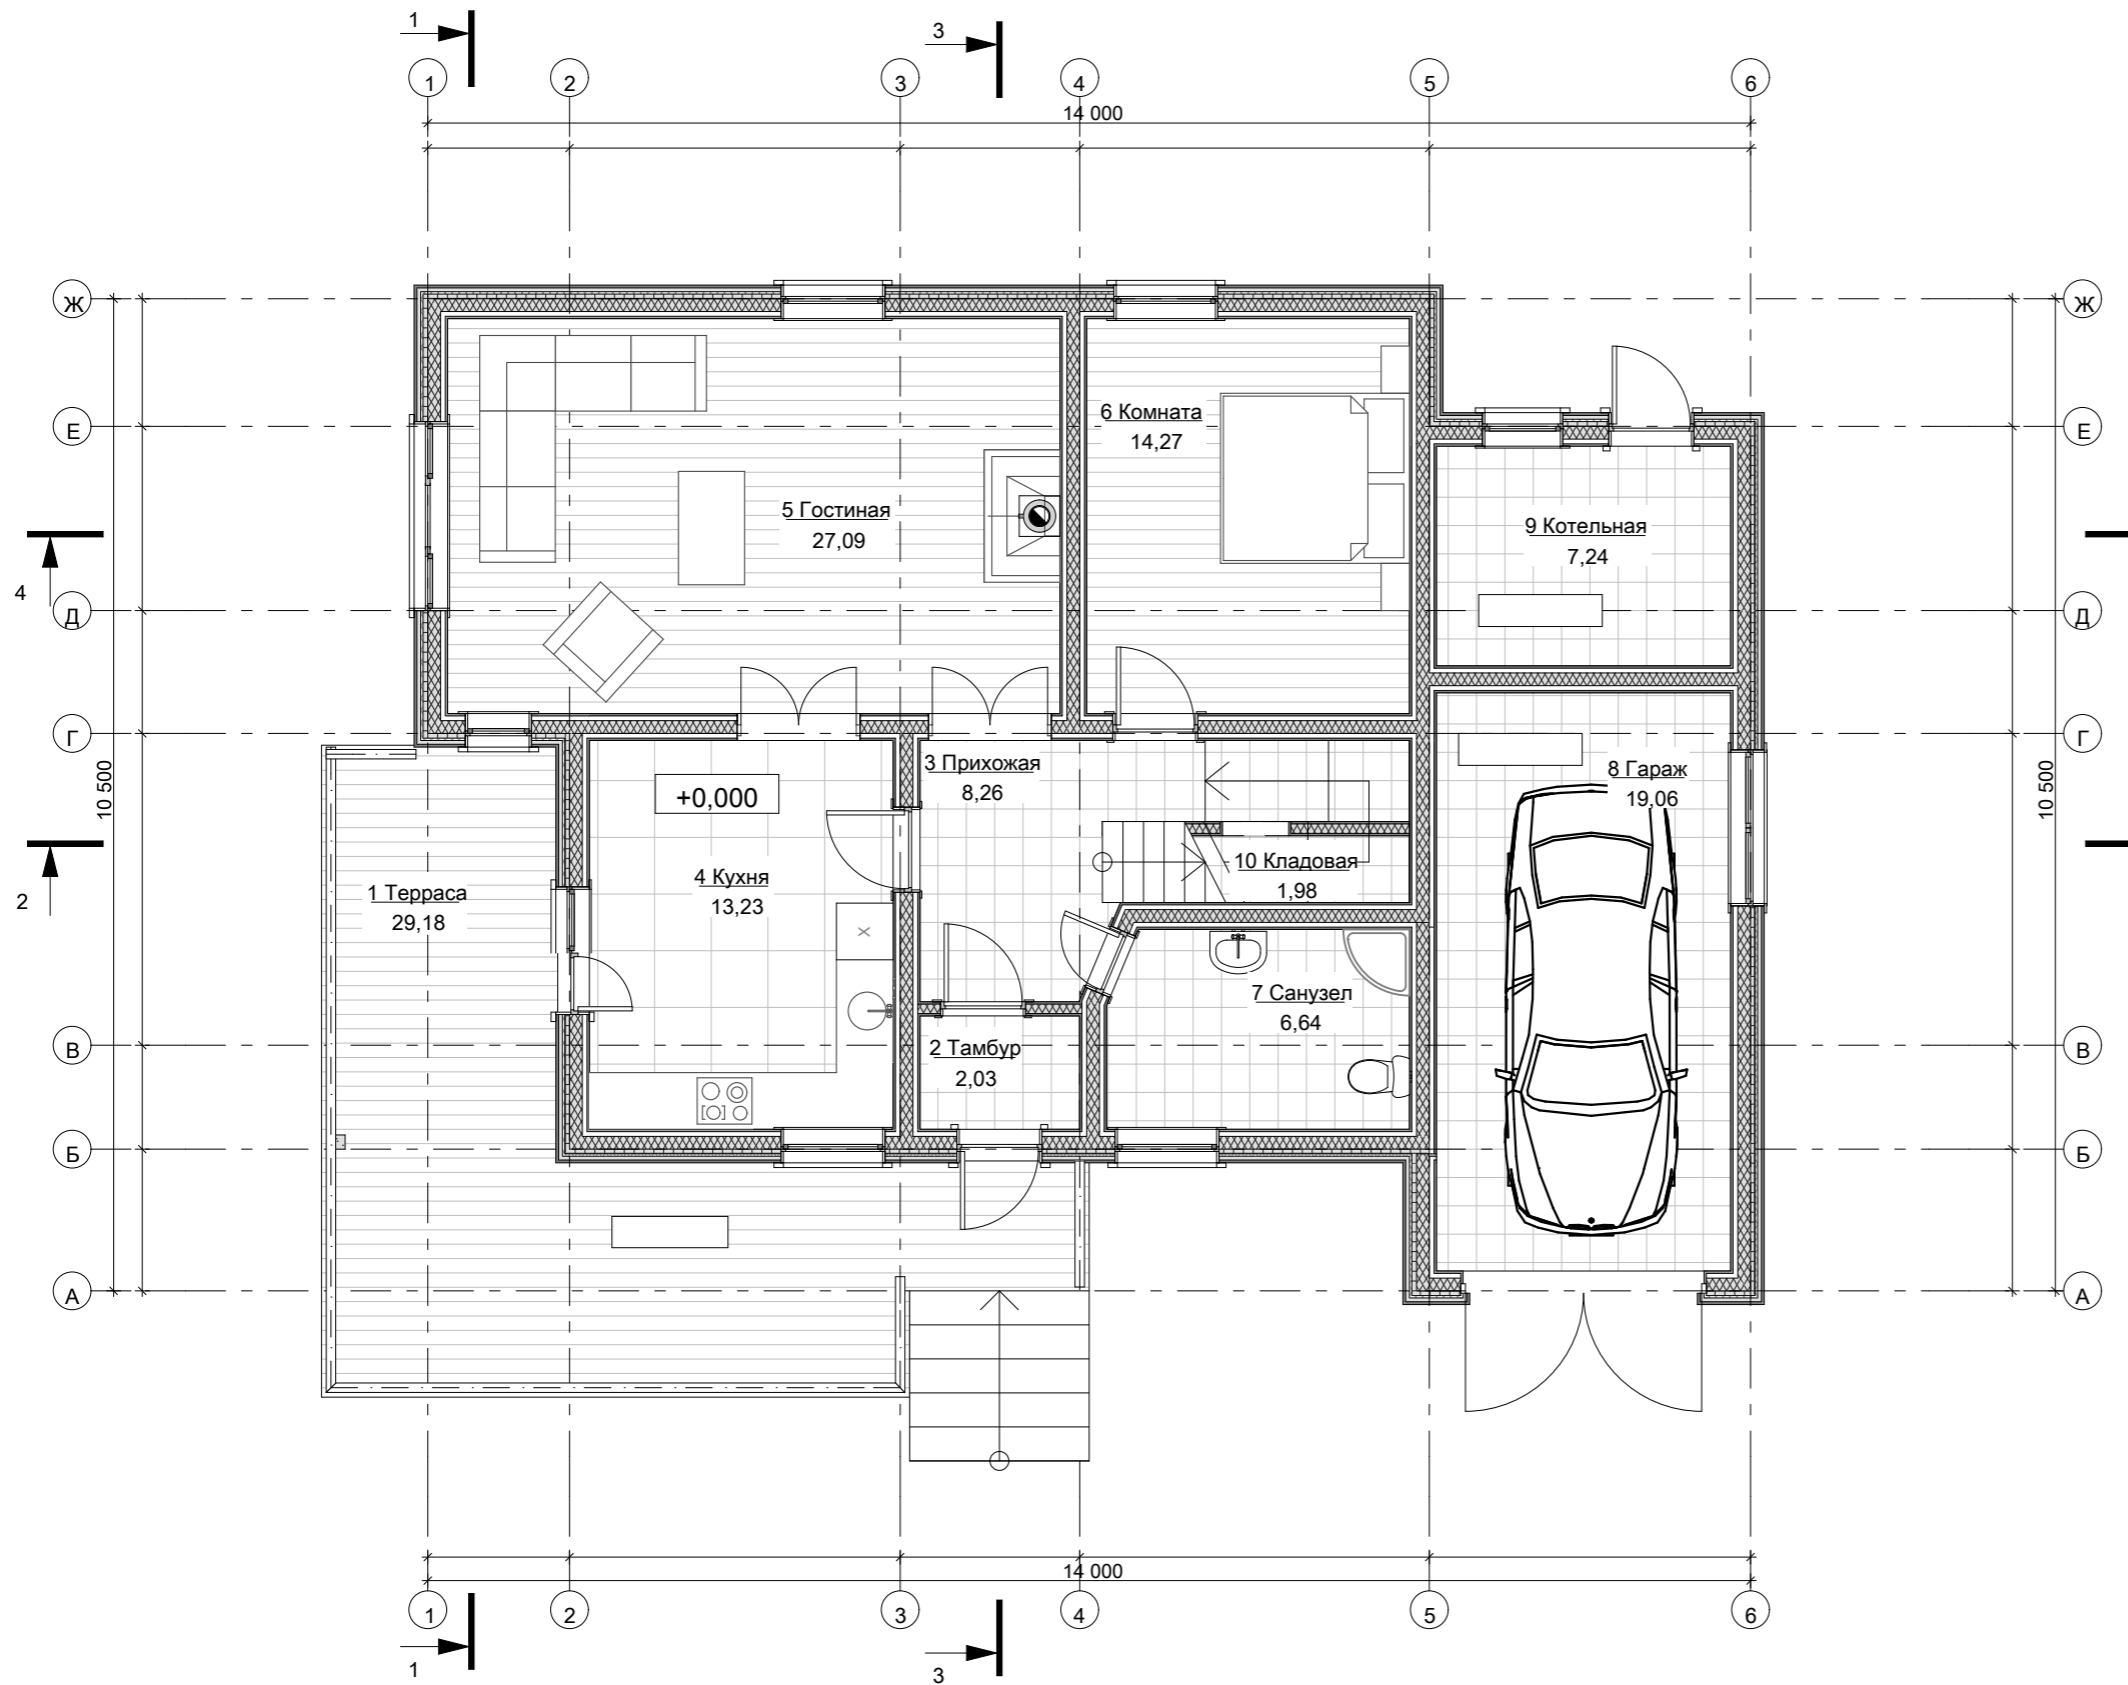 1
3
1
2
3
4
5
6
14 000
Ж
Ж
6 Комната
14,27
Е
Е
5 Гостиная
27,09
9 Котельная
7,24
4
Д
Д
Г
Г
3 Прихожая
8,26
8 Гараж
19,06
10 500
+0,000
10 500
10 Кладовая
1,98
4 Кухня
13,23
1 Терраса
29,18
2
7 Санузел
6,64
В
2 Тамбур
2,03
В
Б
Б
А
А
14 000
1
2
3
4
5
6
1
3